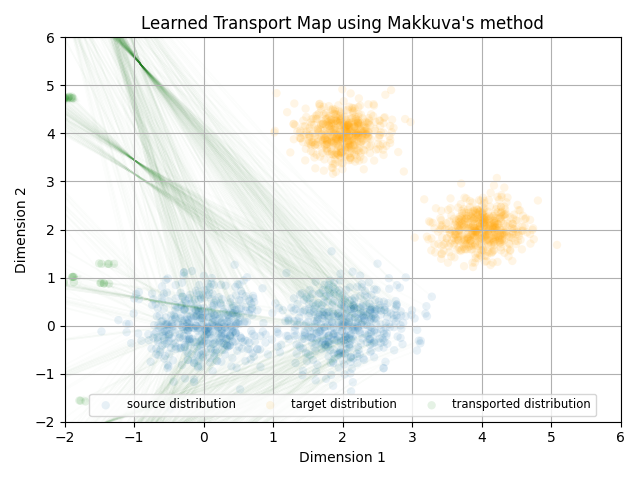 Learned Transport Map using Makkuva's method
6
5
4
3
2
1
0
−1
−2
Dimension 2
source distribution target distribution transported distribution
−2 −1 0 1 2 3 4 5 6
Dimension 1